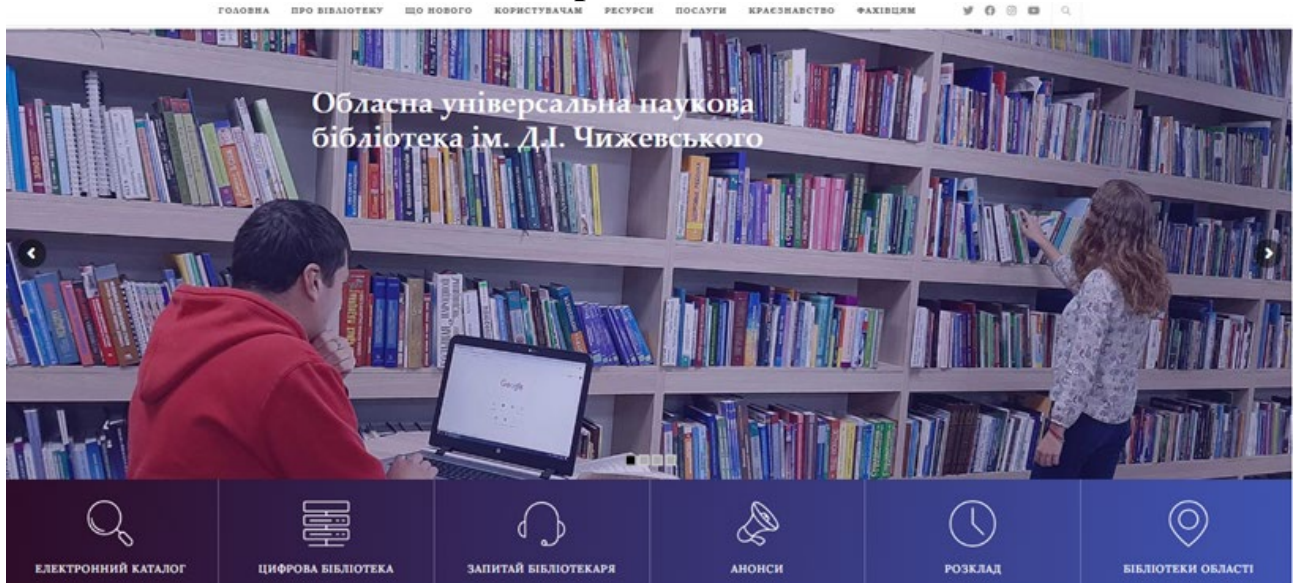 ГОЛОВНА ПРО БІБЛІОТЕКУ ЩО НОВОГО КОРИСТУВАЧАМ РЕСУРСИ ПОСЛУГИ КРАЄЗНАВСТВО ФАХІВЦЯМ
Обласна універсальна наукова
бібліотека ім. Д.І. Чижевського
Google
ЕЛЕКТРОННИЙ КАТАЛОГ
ЦИФРОВА БІБЛІОТЕКА
ЗАПИТАЙ БІБЛІОТЕКАРЯ
АНОНСИ
РОЗКЛАД
БІБЛІОТЕКИ ОБЛАСТІ